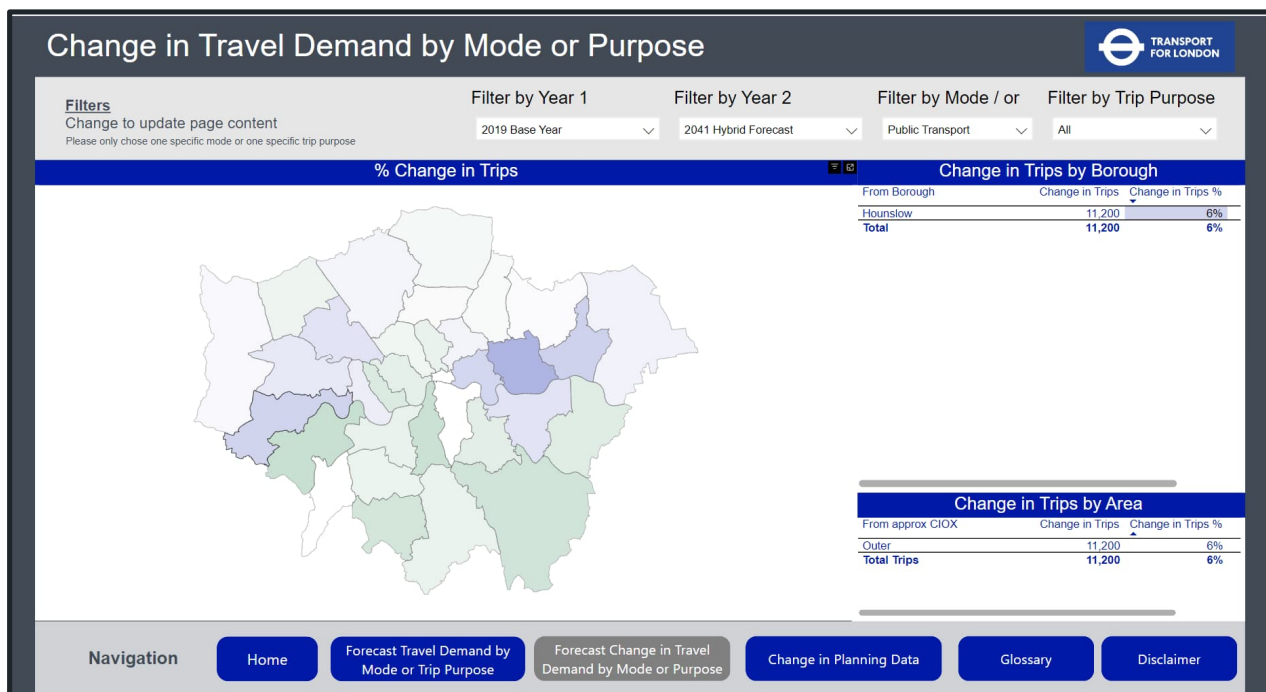 Change in Travel Demand by Mode or Purpose
TRANSPORT
FOR LONDON
Filters
Change to update page content
Please only chose one specific mode or one specific trip purpose
Filter by Year 1
2019 Base Year
Filter by Year 2
2041 Hybrid Forecast
Filter by Mode / or
Public Transport
Filter by Trip Purpose
All
% Change in Trips
Change in Trips by Borough
From Borough Change in Trips Change in Trips %
Hounslow 11,200 6%
Total 11,200 6%
Change in Trips by Area
From approx CIOX Change in Trips Change in Trips %
Outer 11,200 6%
Total Trips 11,200 6%
Navigation
Home
Forecast Travel Demand by
Mode or Trip Purpose
Forecast Change in Travel
Demand by Mode or Purpose
Change in Planning Data
Glossary
Disclaimer